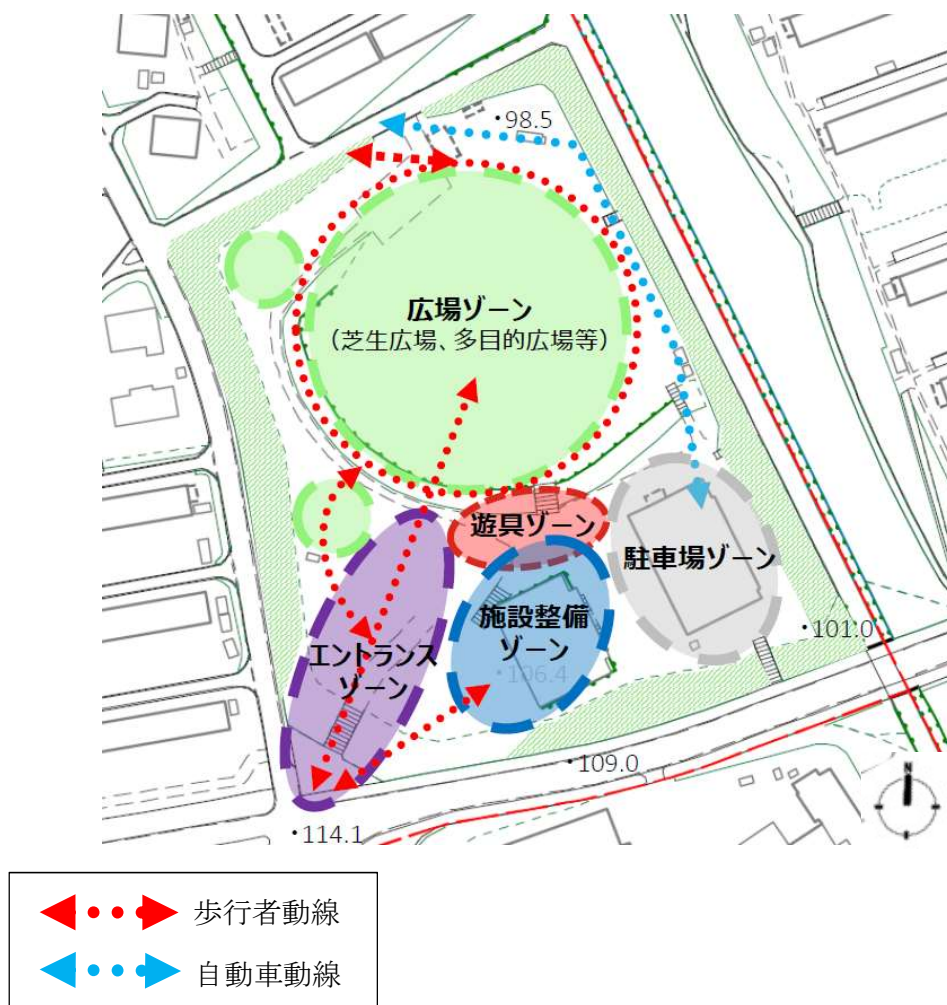 ・98.5
広場ゾーン
（芝生広場、多目的広場等）
遊具ゾーン
駐車場ゾーン
施設整備
ゾーン
・106.4
エントランス
ゾーン
・101.0
・109.0
・114.1
N
歩行者動線
自動車動線